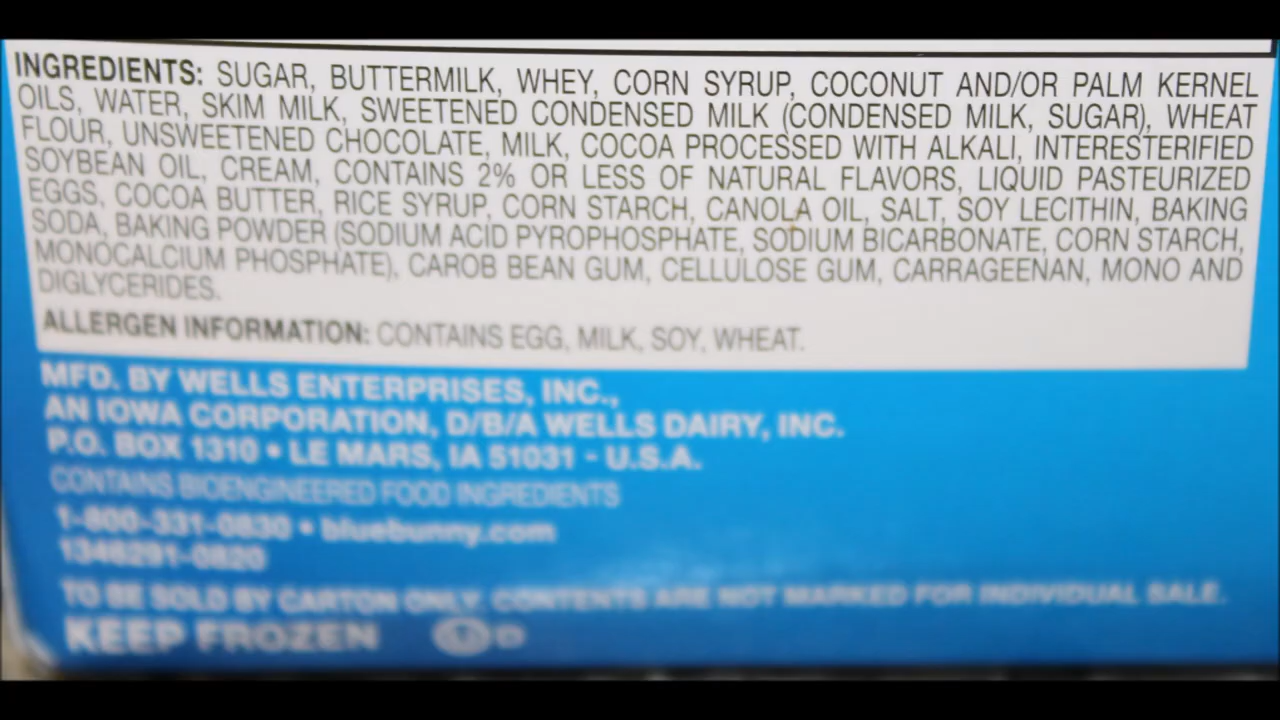 INGREDIENTS: SUGAR, BUTTERMILK, WHEY, CORN SYRUP, COCONUT AND/OR PALM KERNEL
OILS, WATER, SKIM MILK, SWEETENED CONDENSED MILK (CONDENSED MILK, SUGAR), WHEAT
FLOUR, UNSWEETENED CHOCOLATE, MILK, COCOA PROCESSED WITH ALKALI, INTERESTERIFIED
SOYBEAN OIL, CREAM, CONTAINS 2% OR LESS OF NATURAL FLAVORS, LIQUID PASTEURIZED
EGGS, COCOA BUTTER, RICE SYRUP, CORN STARCH, CANOLA OIL, SALT, SOY LECITHIN, BAKING
SODA, BAKING POWDER (SODIUM ACID PYROPHOSPHATE, SODIUM BICARBONATE, CORN STARCH,
MONOCALCIUM PHOSPHATE), CAROB BEAN GUM, CELLULOSE GUM, CARRAGEENAN, MONO AND
DIGLYCERIDES.
ALLERGEN INFORMATION: CONTAINS EGG, MILK, SOY, WHEAT.
MFD. BY WELLS ENTERPRISES, INC.,
AN IOWA CORPORATION, D/B/A WELLS DAIRY, INC.
P.O. BOX 1310 • LE MARS, IA 51031 - U.S.A.
CONTAINS BIOENGINEERED FOOD INGREDIENTS
1-800-331-0830 • bluebunny.com
1346291-0820
TO BE SOLD BY CARTON ONLY. CONTENTS ARE NOT MARKED FOR INDIVIDUAL SALE.
KEEP FROZEN U D